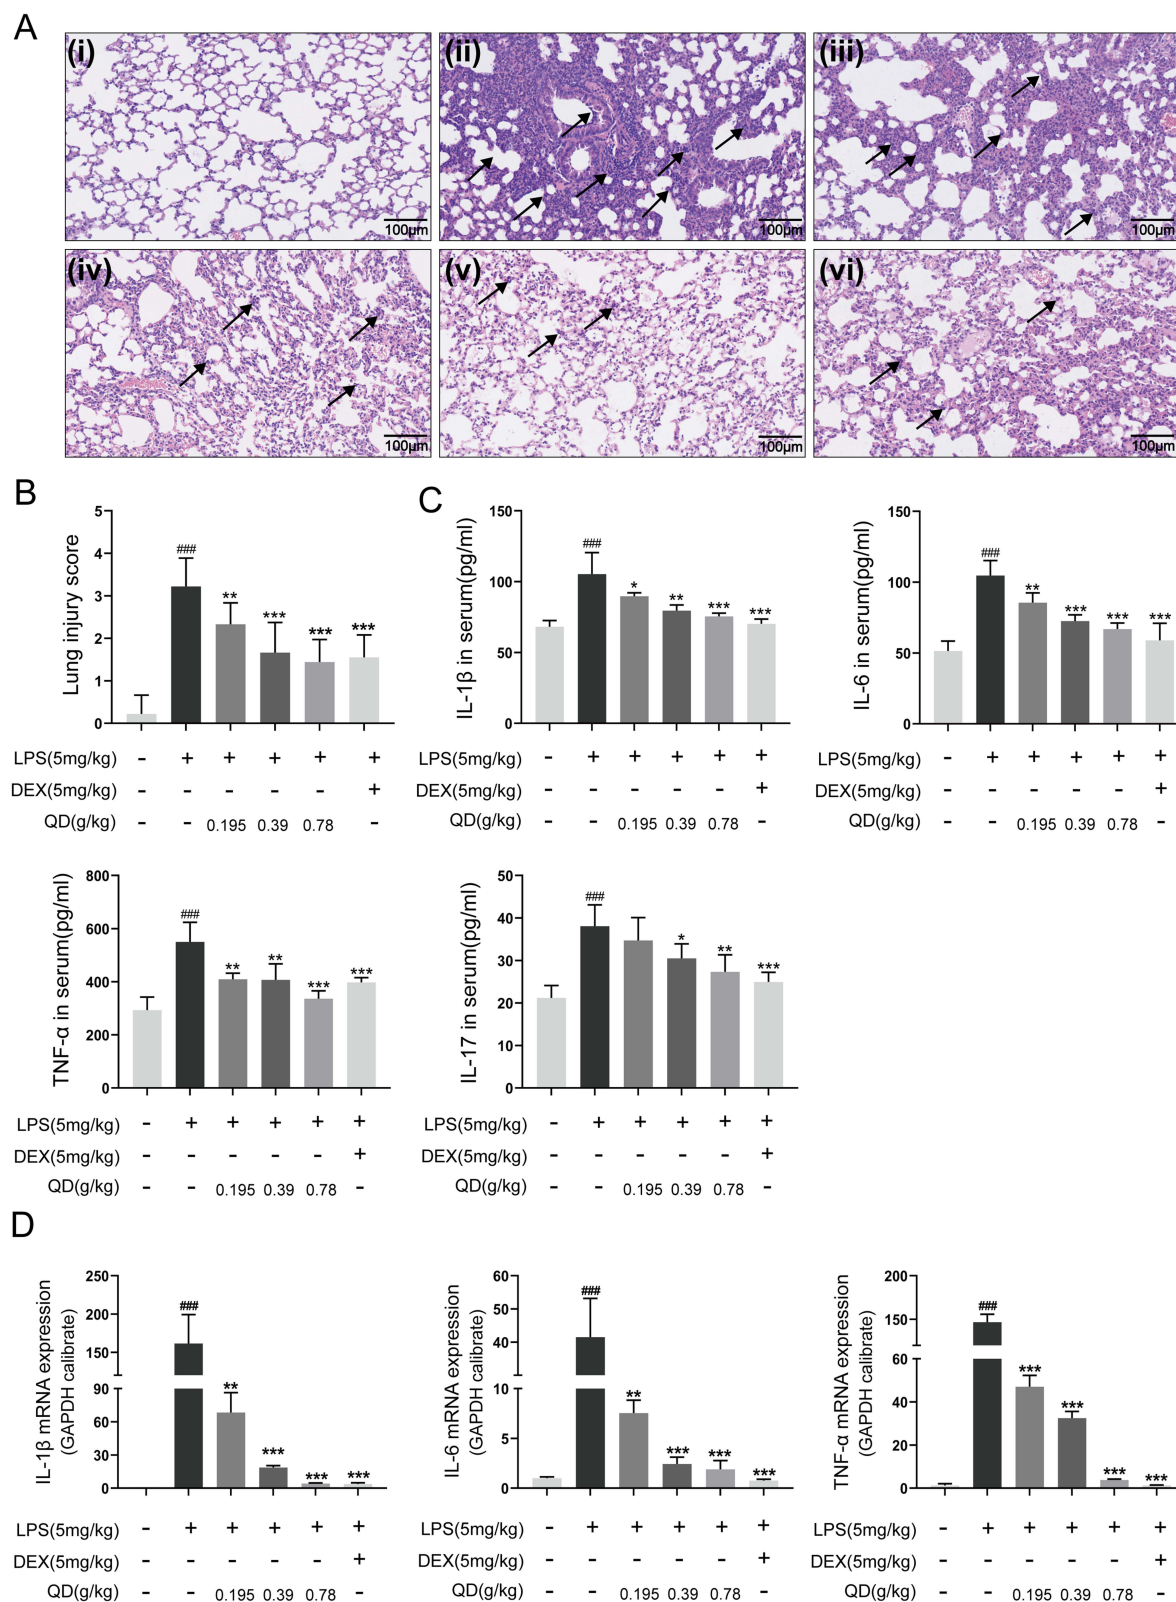 A
(i)
(ii)
(iii)
100μm
100μm
100μm
(iv)
(v)
(vi)
100μm
100μm
100μm
B
Lung injury score
5
4
3
2
1
0
###
**
***
***
***
LPS(5mg/kg) - + + + + +
DEX(5mg/kg) - - - - - +
QD(g/kg) - - 0.195 0.39 0.78 -
C
IL-1β in serum(pg/ml)
150
100
50
0
###
*
**
***
***
- + + + + +
- - - - - +
- - 0.195 0.39 0.78 -
IL-6 in serum(pg/ml)
150
100
50
0
###
**
***
***
***
LPS(5mg/kg) - + + + + +
DEX(5mg/kg) - - - - - +
QD(g/kg) - - 0.195 0.39 0.78 -
TNF-α in serum(pg/ml)
800
600
400
200
0
###
**
**
***
***
LPS(5mg/kg) - + + + + +
DEX(5mg/kg) - - - - - +
QD(g/kg) - - 0.195 0.39 0.78 -
IL-17 in serum(pg/ml)
50
40
30
20
10
0
###
*
**
***
LPS(5mg/kg) - + + + + +
DEX(5mg/kg) - - - - - +
QD(g/kg) - - 0.195 0.39 0.78 -
D
IL-1β mRNA expression
(GAPDH calibrate)
250
200
150
90
60
30
0
###
**
***
***
***
LPS(5mg/kg) - + + + + +
DEX(5mg/kg) - - - - - +
QD(g/kg) - - 0.195 0.39 0.78 -
IL-6 mRNA expression
(GAPDH calibrate)
60
50
40
10
5
0
###
**
***
***
***
LPS(5mg/kg) - + + + + +
DEX(5mg/kg) - - - - - +
QD(g/kg) - - 0.195 0.39 0.78 -
TNF-α mRNA expression
(GAPDH calibrate)
200
150
60
40
20
0
###
***
***
***
***
LPS(5mg/kg) - + + + + +
DEX(5mg/kg) - - - - - +
QD(g/kg) - - 0.195 0.39 0.78 -